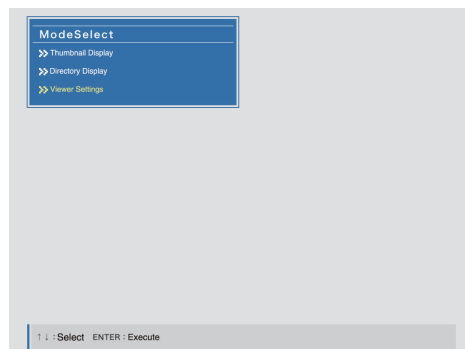 ModeSelect
>> Thumbnail Display
>> Directory Display
>> Viewer Settings
↑↓ : Select ENTER : Execute